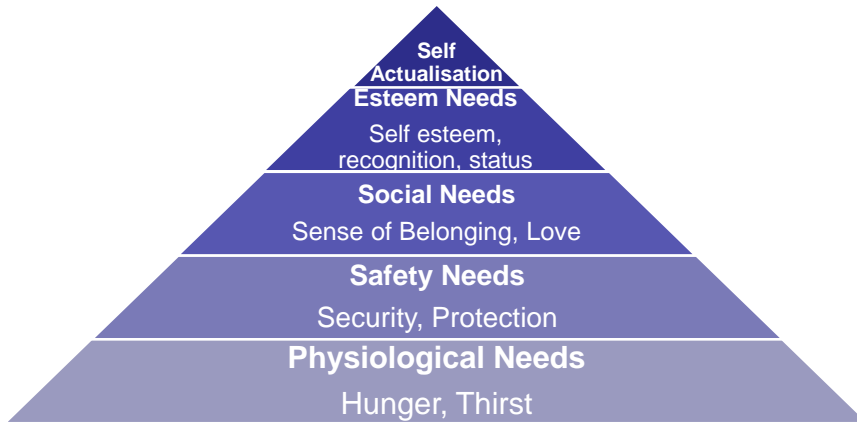 Self
Actualisation
Esteem Needs
Self esteem,
recognition, status
Social Needs
Sense of Belonging, Love
Safety Needs
Security, Protection
Physiological Needs
Hunger, Thirst